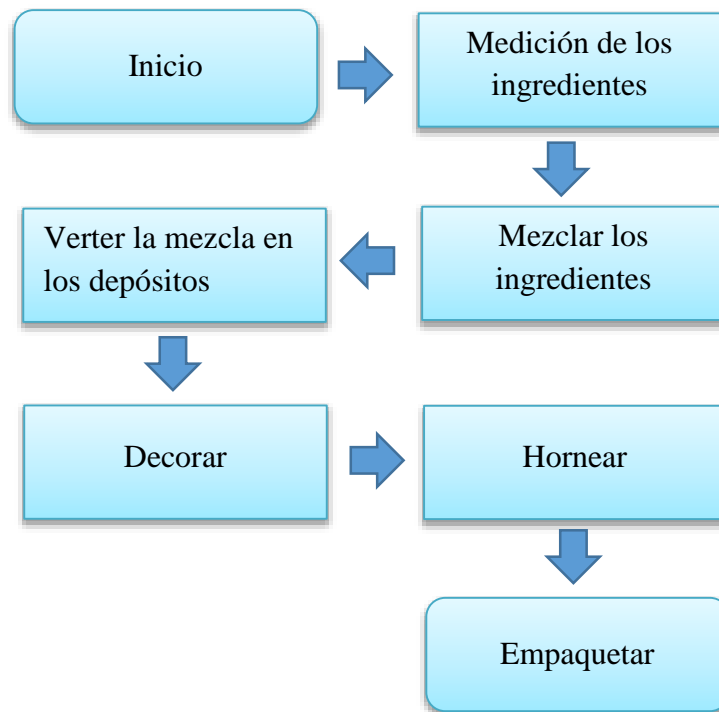 Inicio
Medición de los
ingredientes
Mezclar los
ingredientes
Verter la mezcla en
los depósitos
Decorar
Hornear
Empaquetar